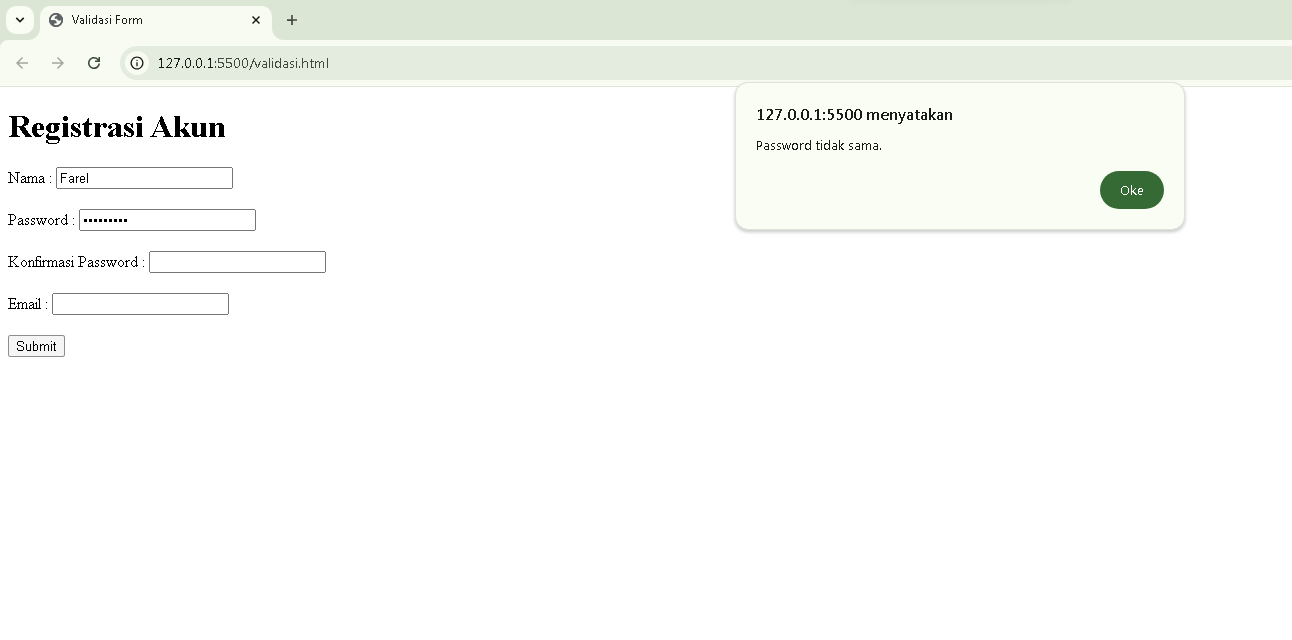 Validasi Form
127.0.0.1:5500/validasi.html
127.0.0.1:5500 menyatakan
Password tidak sama.
Oke
Registrasi Akun
Nama : Farel
Password : •••••••••
Konfirmasi Password :
Email :
Submit